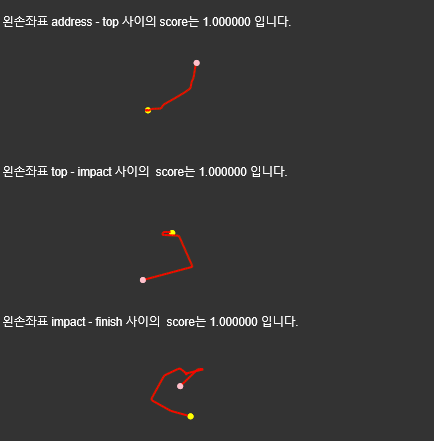 왼손좌표 address - top 사이의 score는 1.000000 입니다.
왼손좌표 top - impact 사이의  score는 1.000000 입니다.
왼손좌표 impact - finish 사이의  score는 1.000000 입니다.